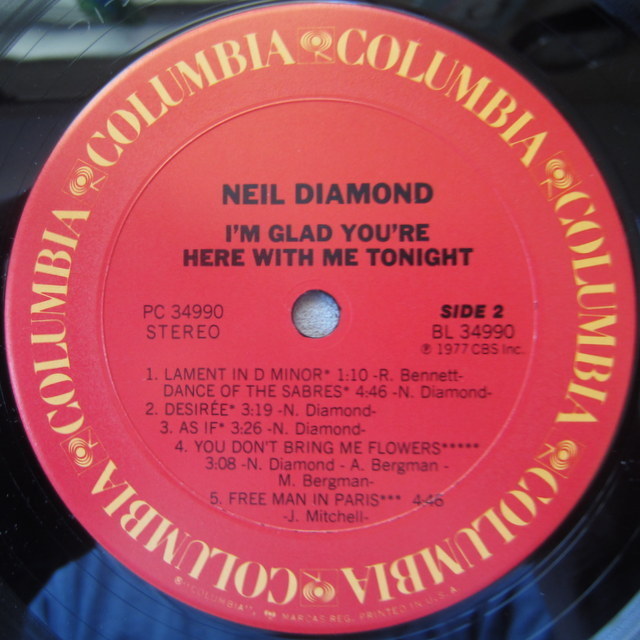 COLUMBIA COLUMBIA COLUMBIA COLUMBIA COLUMBIA COLUMBIA COLUMBIA COLUMBIA
NEIL DIAMOND
I'M GLAD YOU'RE
HERE WITH ME TONIGHT
PC 34990
STEREO
SIDE 2
BL 34990
℗ 1977 CBS Inc.
1. LAMENT IN D MINOR* 1:10 -R. Bennett-
DANCE OF THE SABRES* 4:46 -N. Diamond-
2. DESIRÉE* 3:19 -N. Diamond-
3. AS IF* 3:26 -N. Diamond-
4. YOU DON'T BRING ME FLOWERS*****
3:08 -N. Diamond - A. Bergman -
M. Bergman-
5. FREE MAN IN PARIS*** 4:46
-J. Mitchell-
® "COLUMBIA", MARCAS REG. PRINTED IN U.S.A.